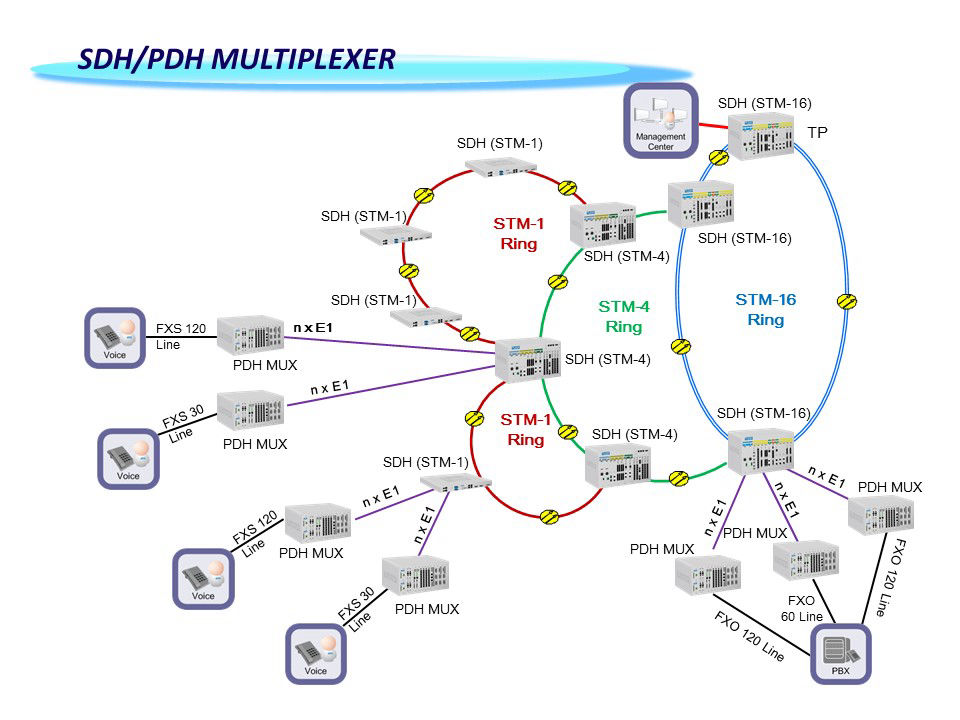 SDH/PDH MULTIPLEXER
SDH (STM-16)
Management
Center
TP
SDH (STM-1)
SDH (STM-1)
STM-1
Ring
SDH (STM-16)
SDH (STM-4)
SDH (STM-1)
STM-4
Ring
STM-16
Ring
FXS 120
Line
n x E1
Voice
PDH MUX
SDH (STM-4)
n x E1
FXS 30
Line
PDH MUX
Voice
STM-1
Ring
SDH (STM-4)
SDH (STM-16)
SDH (STM-1)
n x E1
n x E1
FXS 120
Line
PDH MUX
Voice
FXS 30
Line
PDH MUX
Voice
n x E1
n x E1
n x E1
PDH MUX
PDH MUX
PDH MUX
FXO 120 Line
FXO
60 Line
FXO 120 Line
PBX